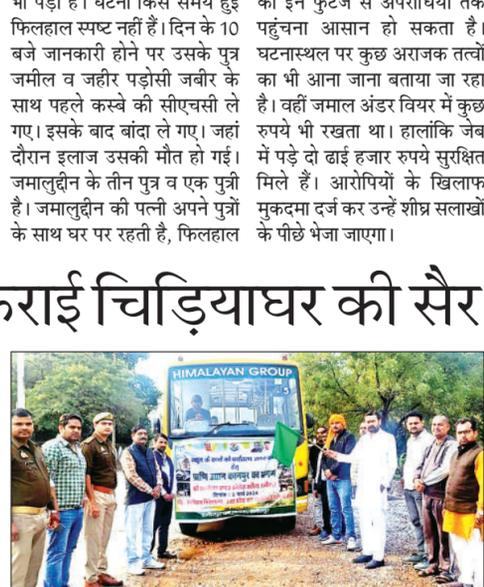 भी पड़ी है। घटना किस समय हुई
फिलहाल स्पष्ट नहीं हैं। दिन के 10
बजे जानकारी होने पर उसके पुत्र
जमील व जहीर पड़ोसी जबीर के
साथ पहले कस्बे की सीएचसी ले
गए। इसके बाद बांदा ले गए। जहां
दौरान इलाज उसकी मौत हो गई।
जमालुद्दीन के तीन पुत्र व एक पुत्री
है। जमालुद्दीन की पत्नी अपने पुत्रों
के साथ घर पर रहती है, फिलहाल
की इन फुटेज से अपराधियों तक
पहुंचना आसान हो सकता है।
घटनास्थल पर कुछ अराजक तत्वों
का भी आना जाना बताया जा रहा
है। वहीं जमाल अंडर वियर में कुछ
रुपये भी रखता था। हालांकि जेब
में पड़े दो ढाई हजार रुपये सुरक्षित
मिले हैं। आरोपियों के खिलाफ
मुकदमा दर्ज कर उन्हें शीघ्र सलाखों
के पीछे भेजा जाएगा।
कराई चिड़ियाघर की सैर
HIMALAYAN GROUP
प्राणि उद्यान कानपुर का भ्रमण